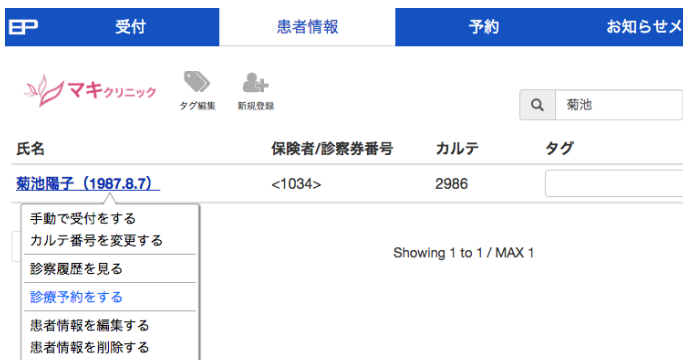 EP 受付 患者情報 予約 お知らせメ
マキクリニック タグ編集 新規登録 菊池
氏名 保険者/診察券番号 カルテ タグ
菊池陽子（1987.8.7） <1034> 2986
手動で受付をする
カルテ番号を変更する
Showing 1 to 1 / MAX 1
診察履歴を見る
診療予約をする
患者情報を編集する
患者情報を削除する